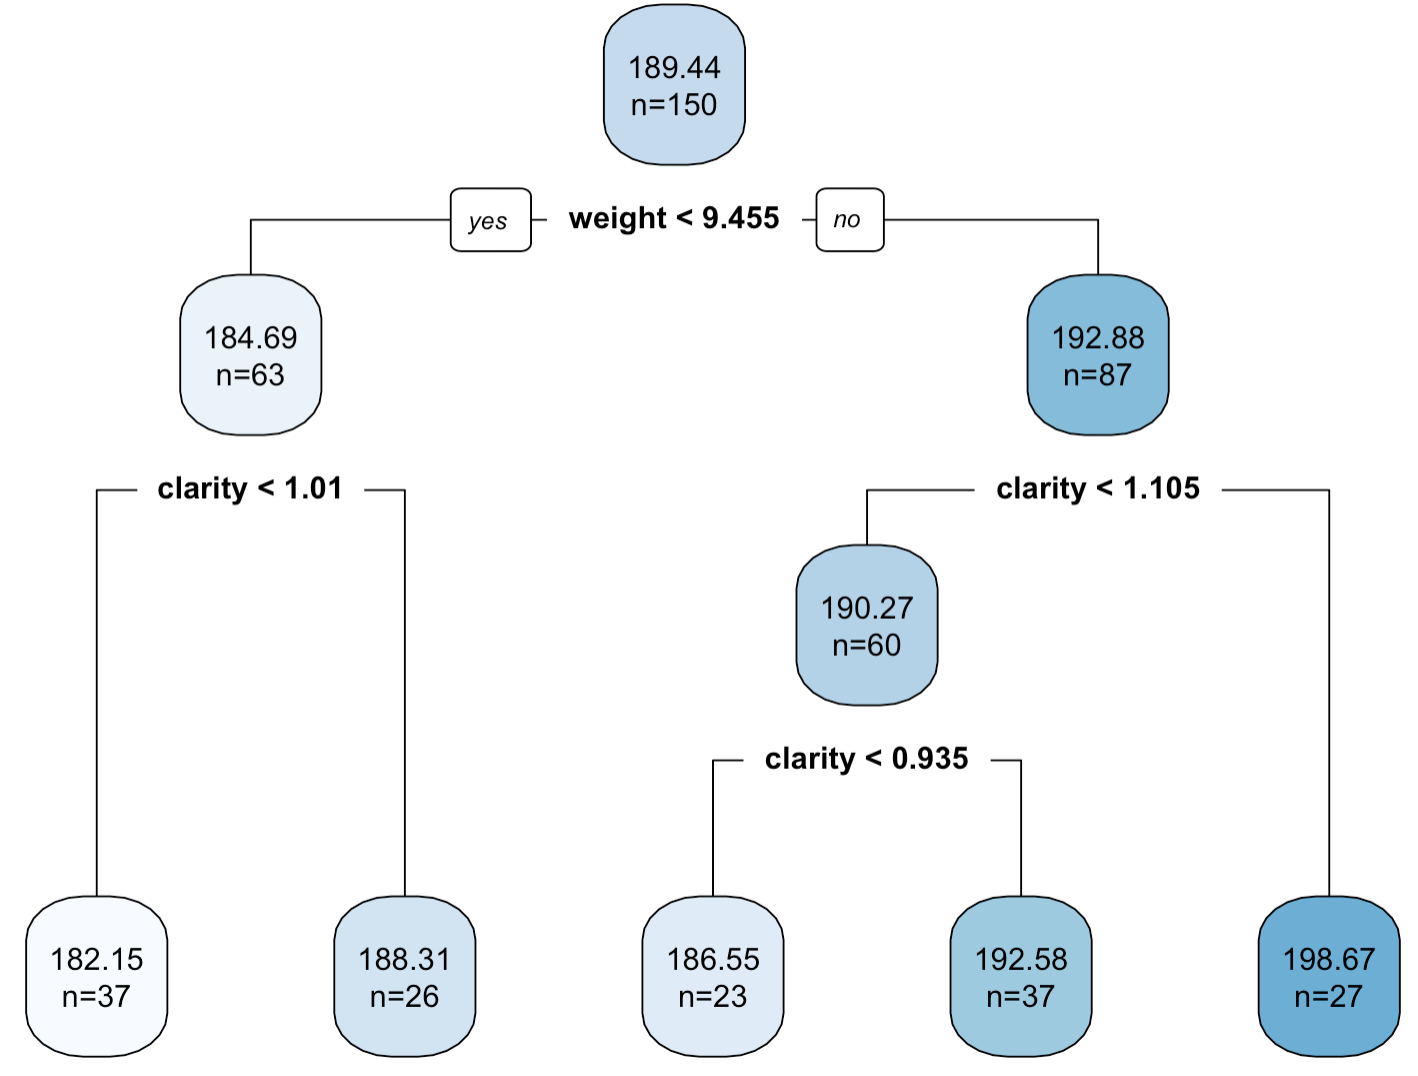 189.44
n=150
yes
weight < 9.455
no
184.69
n=63
192.88
n=87
clarity < 1.01
clarity < 1.105
190.27
n=60
clarity < 0.935
182.15
n=37
188.31
n=26
186.55
n=23
192.58
n=37
198.67
n=27